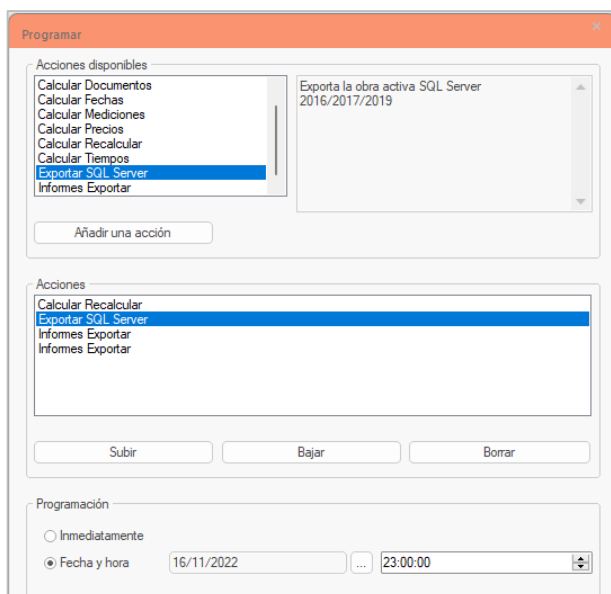 Programar
Acciones disponibles
Calcular Documentos
Calcular Fechas
Calcular Mediciones
Calcular Precios
Calcular Recalcular
Calcular Tiempos
Exportar SQL Server
Informes Exportar
Exporta la obra activa SQL Server
2016/2017/2019
Añadir una acción
Acciones
Calcular Recalcular
Exportar SQL Server
Informes Exportar
Informes Exportar
Subir Bajar Borrar
Programación
Inmediatamente
Fecha y hora 16/11/2022 ... 23:00:00